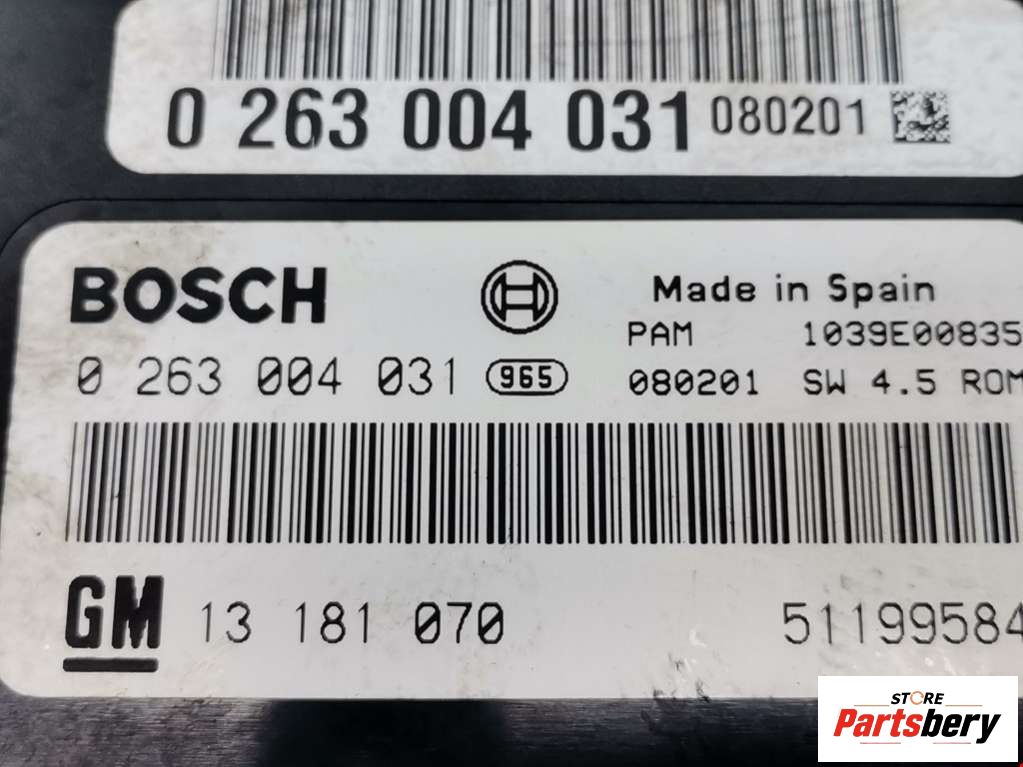 0 263 004 031 080201
BOSCH
Made in Spain
PAM 1039E00835
0 263 004 031 965 080201 SW 4.5 ROM
GM 13 181 070 51199584
STORE
Partsbery